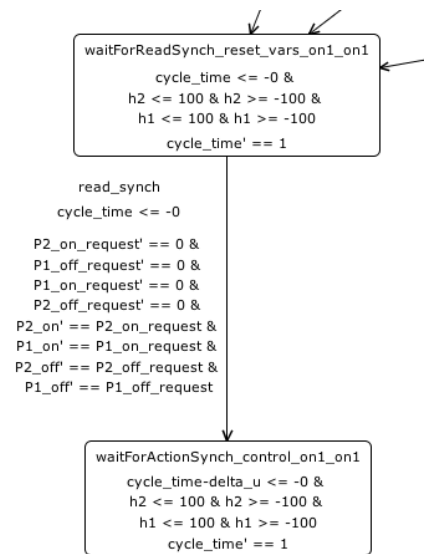 waitForReadSynch_reset_vars_on1_on1
cycle_time <= -0 &
h2 <= 100 & h2 >= -100 &
h1 <= 100 & h1 >= -100
cycle_time' == 1
read_synch
cycle_time <= -0
P2_on_request' == 0 &
P1_off_request' == 0 &
P1_on_request' == 0 &
P2_off_request' == 0 &
P2_on' == P2_on_request &
P1_on' == P1_on_request &
P2_off' == P2_off_request &
P1_off' == P1_off_request
waitForActionSynch_control_on1_on1
cycle_time-delta_u <= -0 &
h2 <= 100 & h2 >= -100 &
h1 <= 100 & h1 >= -100
cycle_time' == 1